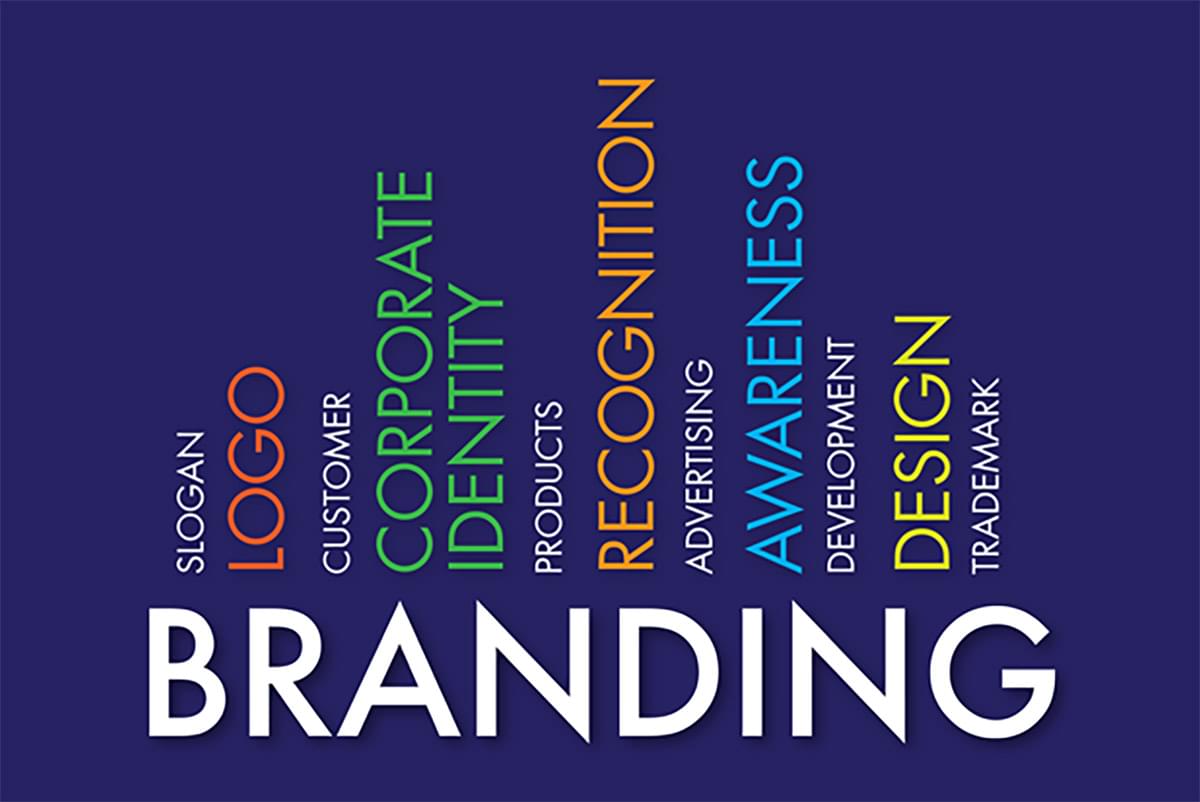 SLOGAN
LOGO
CUSTOMER
CORPORATE
IDENTITY
PRODUCTS
RECOGNITION
ADVERTISING
AWARENESS
DEVELOPMENT
DESIGN
TRADEMARK
BRANDING